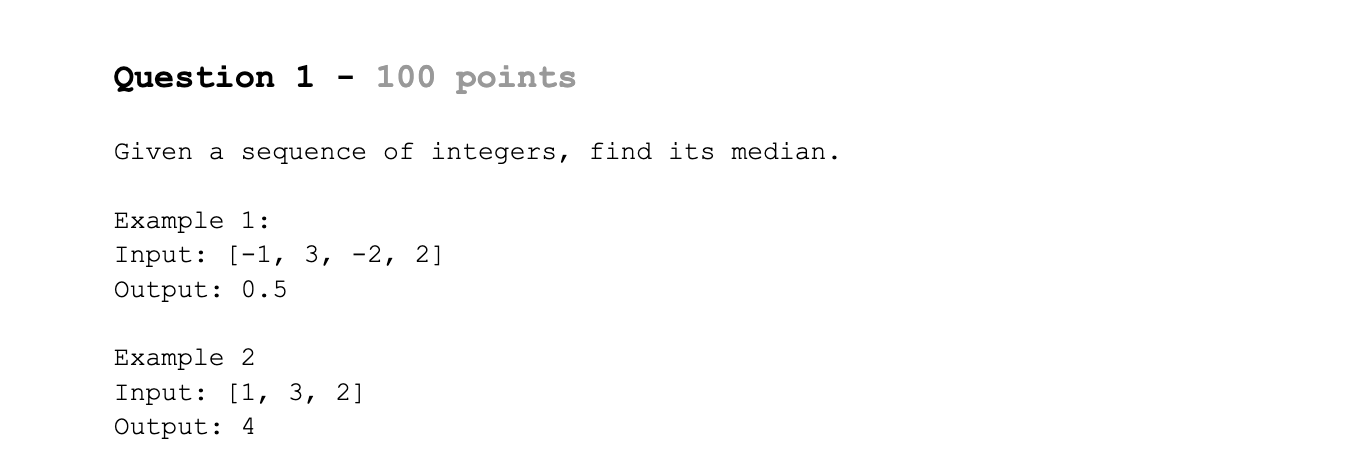 Question 1 - 100 points
Given a sequence of integers, find its median.
Example 1:
Input: [-1, 3, -2, 2]
Output: 0.5
Example 2
Input: [1, 3, 2]
Output: 4